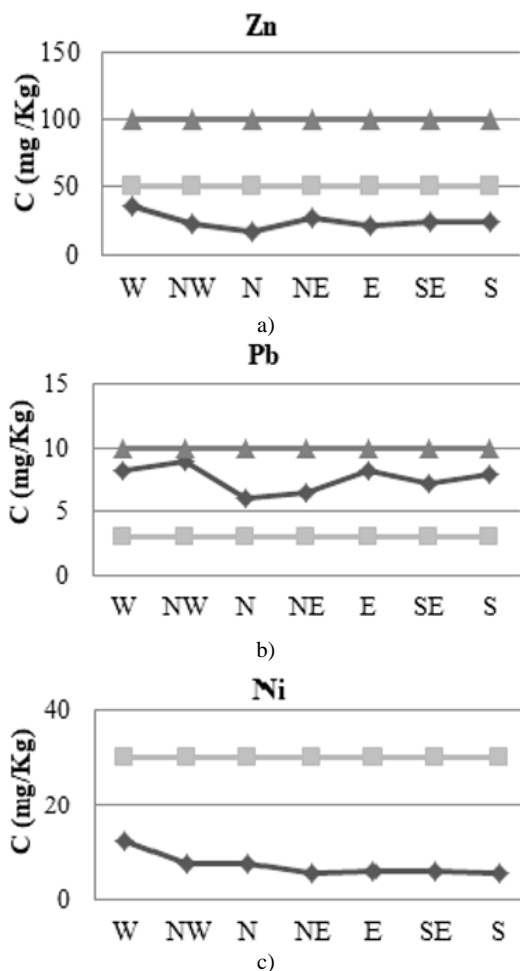 Zn
150
100
50
0
C (mg /Kg)
W NW N NE E SE S
a)
Pb
15
10
5
0
C (mg/Kg)
W NW N NE E SE S
b)
Ni
40
20
0
C (mg/Kg)
W NW N NE E SE S
c)